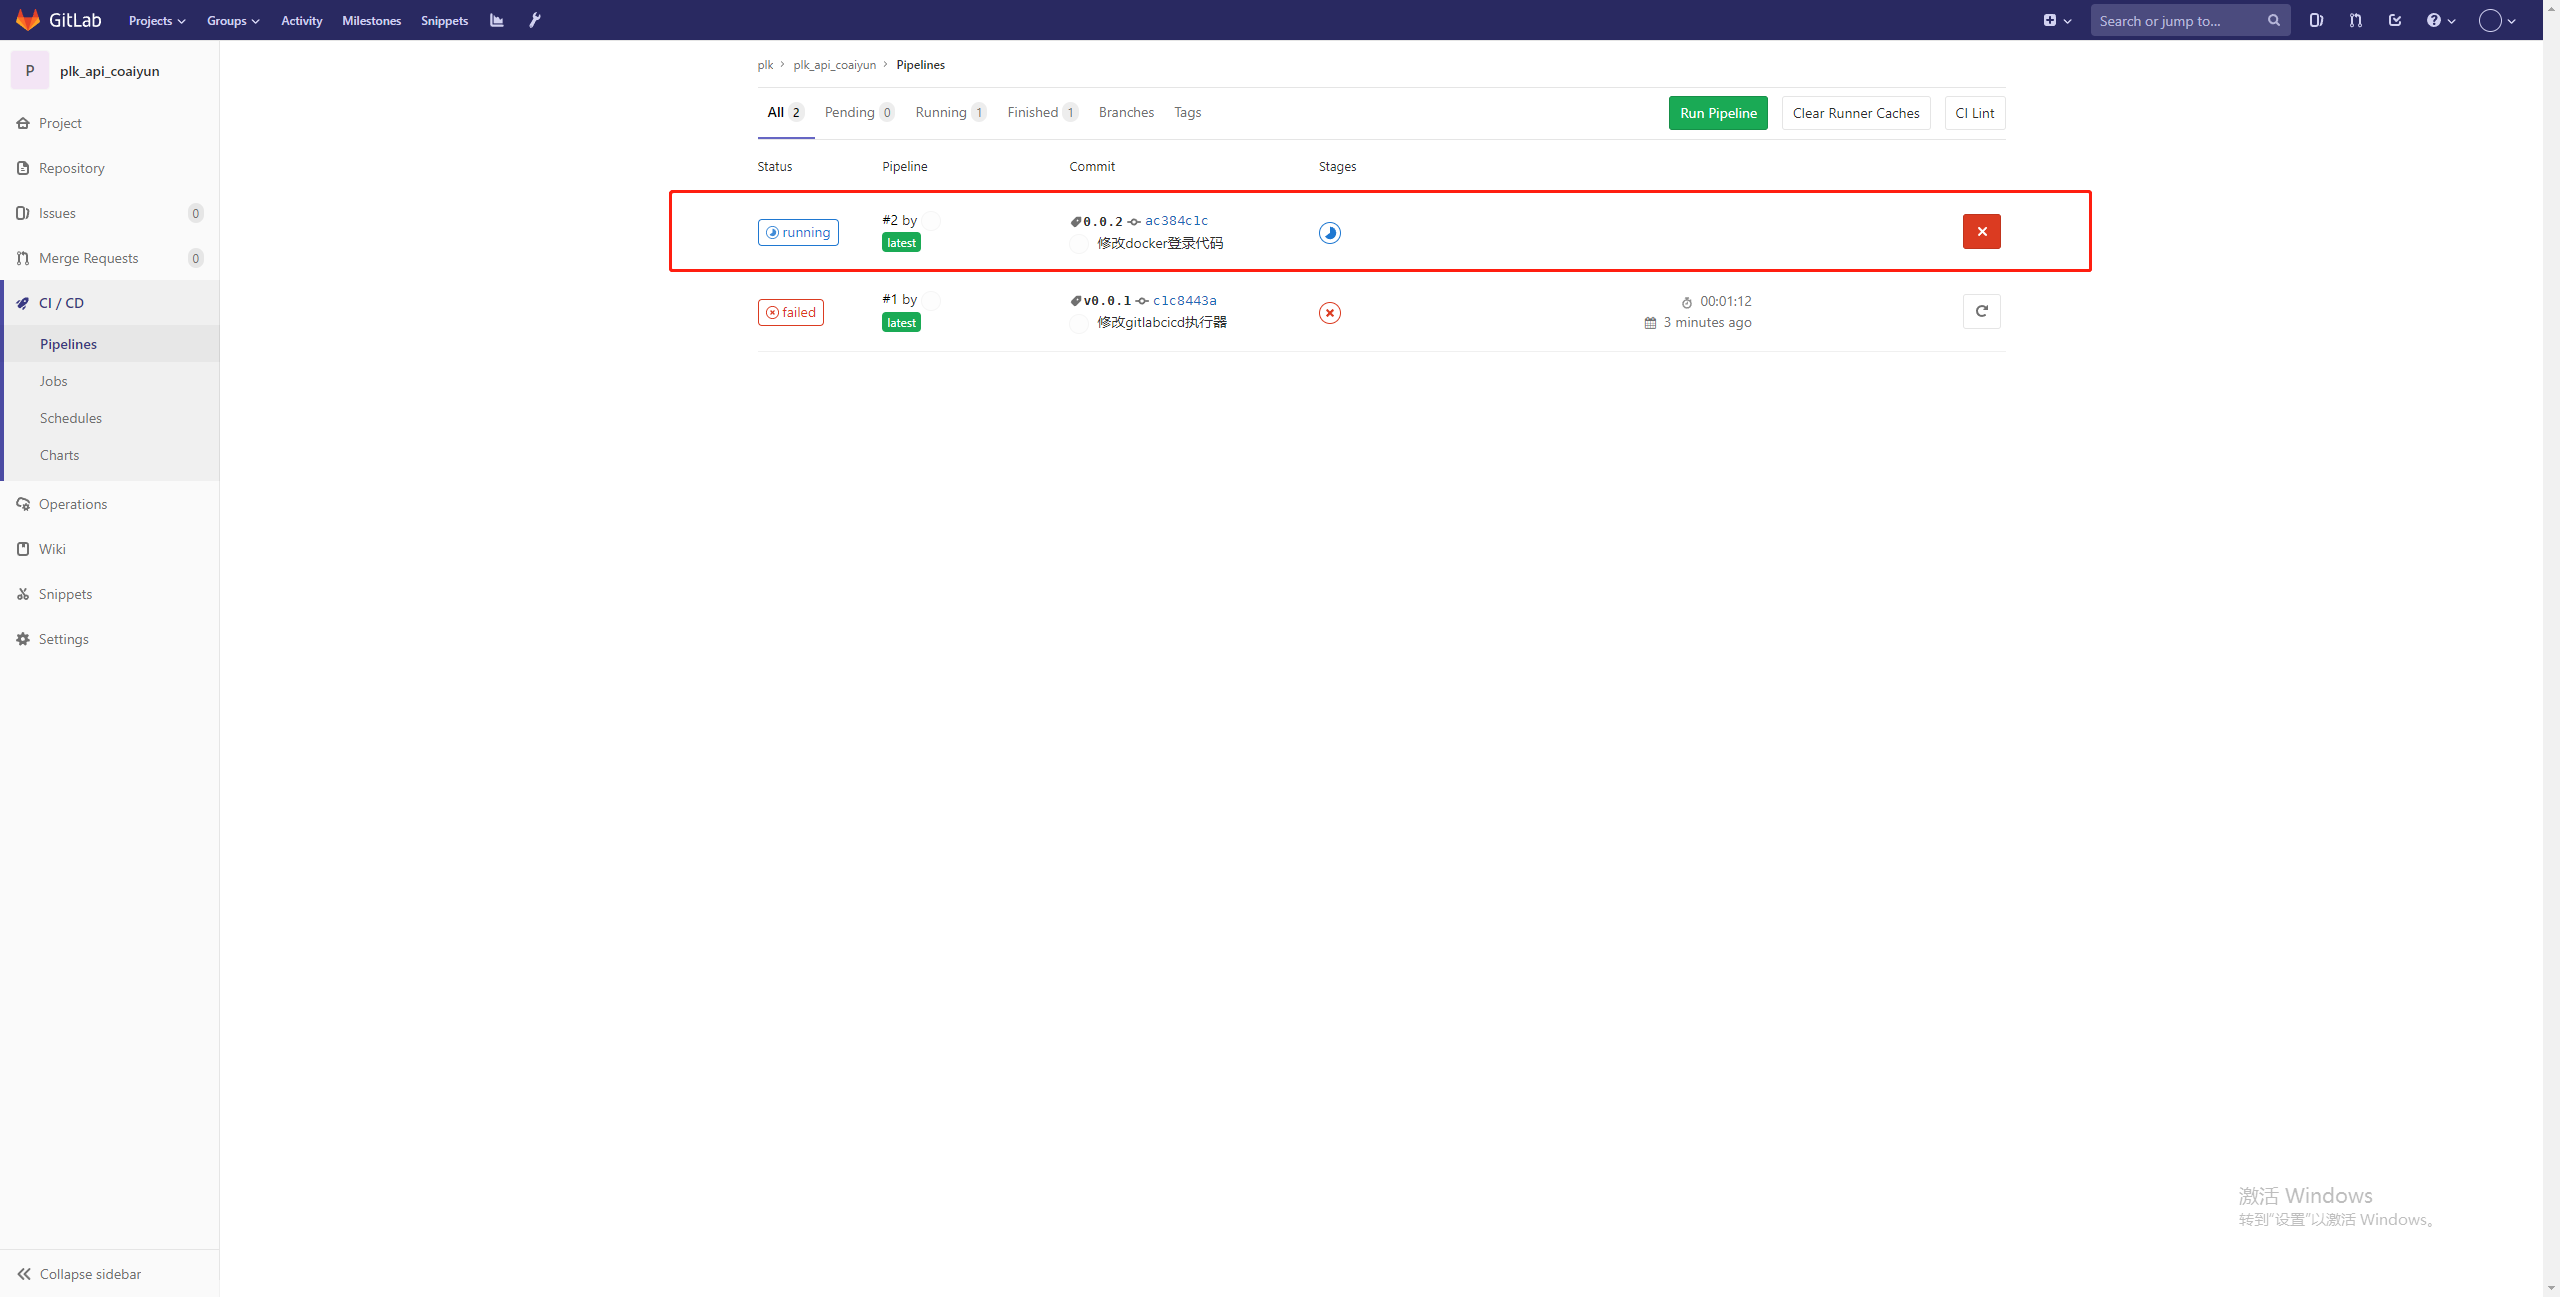 GitLab Projects Groups Activity Milestones Snippets Search or jump to...
P plk_api_coaiyun
Project
Repository
Issues 0
Merge Requests 0
CI / CD
Pipelines
Jobs
Schedules
Charts
Operations
Wiki
Snippets
Settings
Collapse sidebar
plk › plk_api_coaiyun › Pipelines
All 2 Pending 0 Running 1 Finished 1 Branches Tags Run Pipeline Clear Runner Caches CI Lint
Status Pipeline Commit Stages
running #2 by 0.0.2 ac384c1c
latest 修改docker登录代码
failed #1 by v0.0.1 c1c8443a 00:01:12
latest 修改gitlabcicd执行器 3 minutes ago
激活 Windows
转到“设置”以激活 Windows。